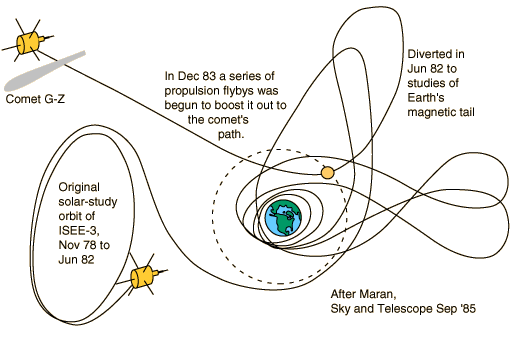 In Dec 83 a series of
propulsion flybys was
begun to boost it out to
the comet's
path.
Diverted in
Jun 82 to
studies of
Earth's
magnetic tail
Comet G-Z
Original
solar-study
orbit of
ISEE-3,
Nov 78 to
Jun 82
After Maran,
Sky and Telescope Sep '85